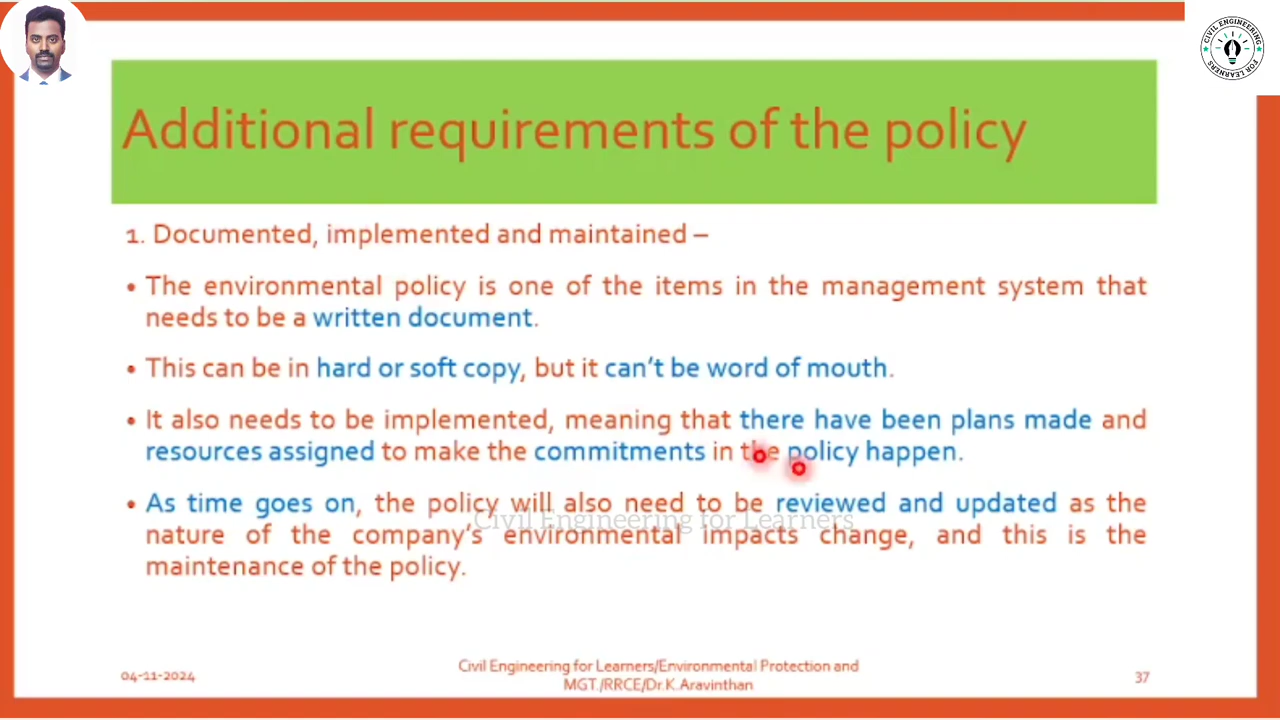 CIVIL ENGINEERING
FOR LEARNERS
Additional requirements of the policy
1. Documented, implemented and maintained –
• The environmental policy is one of the items in the management system that
needs to be a written document.
• This can be in hard or soft copy, but it can't be word of mouth.
• It also needs to be implemented, meaning that there have been plans made and
resources assigned to make the commitments in the policy happen.
• As time goes on, the policy will also need to be reviewed and updated as the
Civil Engineering for Learners
nature of the company's environmental impacts change, and this is the
maintenance of the policy.
04-11-2024
Civil Engineering for Learners/Environmental Protection and
MGT./RRCE/Dr.K.Aravinthan
37